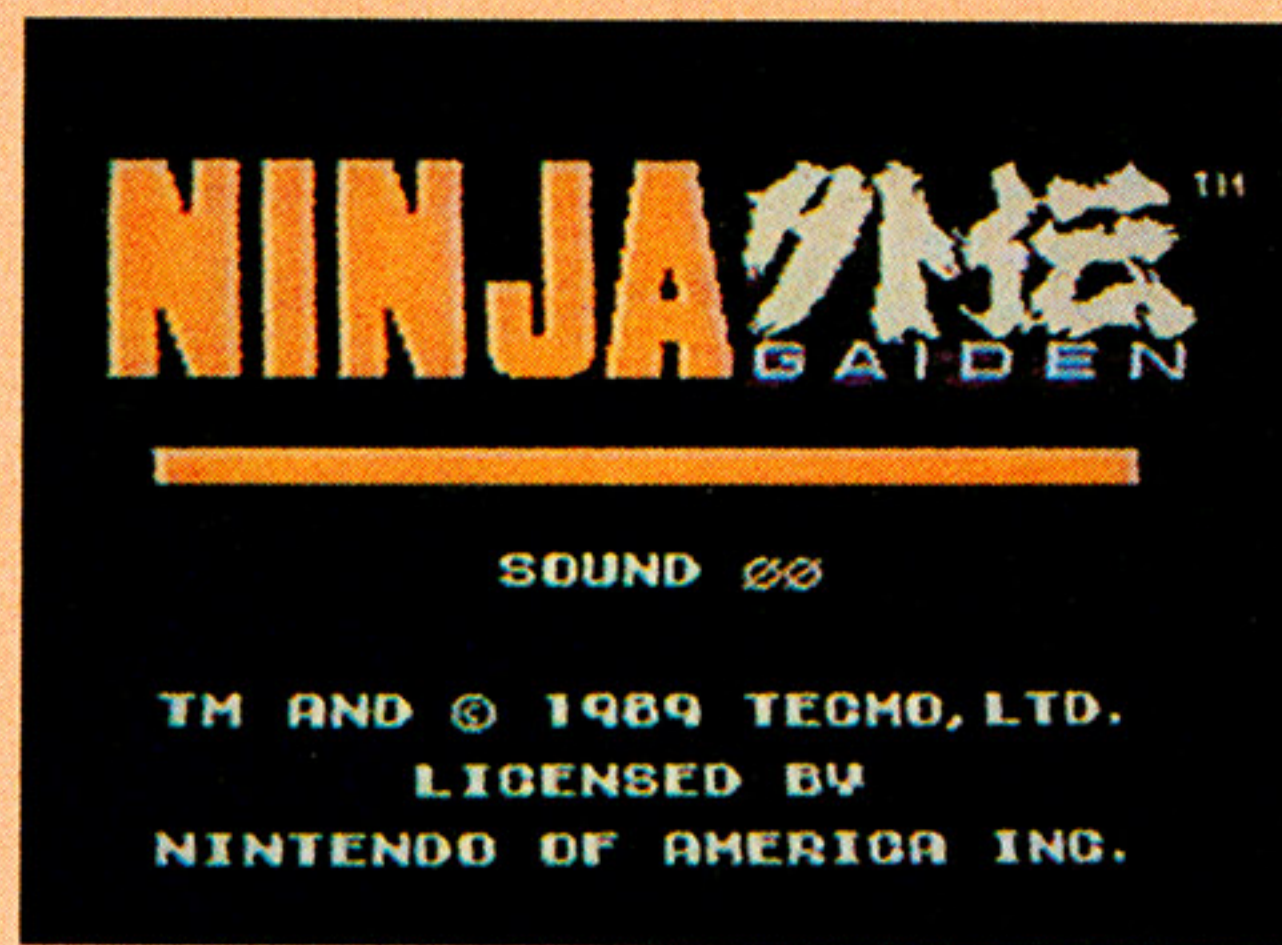 NINJA外伝™
GAIDEN
SOUND 00
TM AND © 1989 TECMO, LTD.
LICENSED BY
NINTENDO OF AMERICA INC.